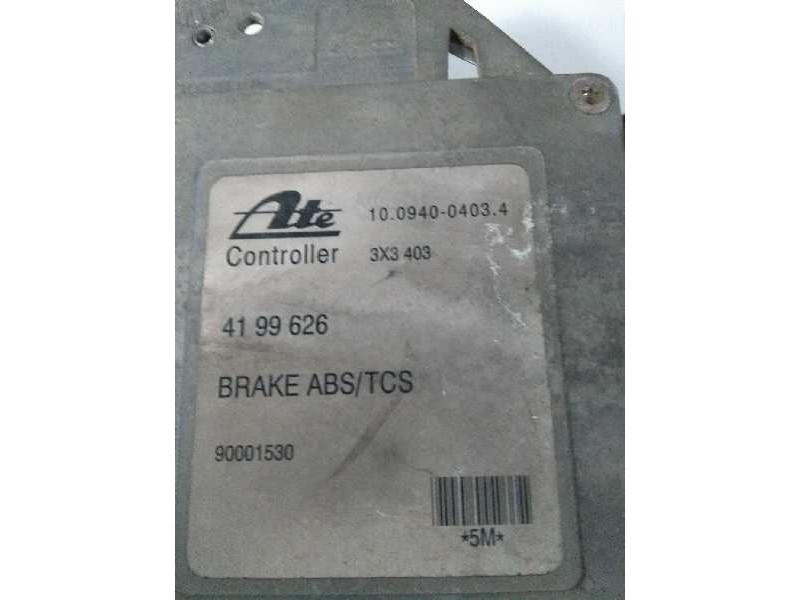 Ate 10.0940-0403.4
Controller 3X3 403
41 99 626
BRAKE ABS/TCS
90001530
*5M*